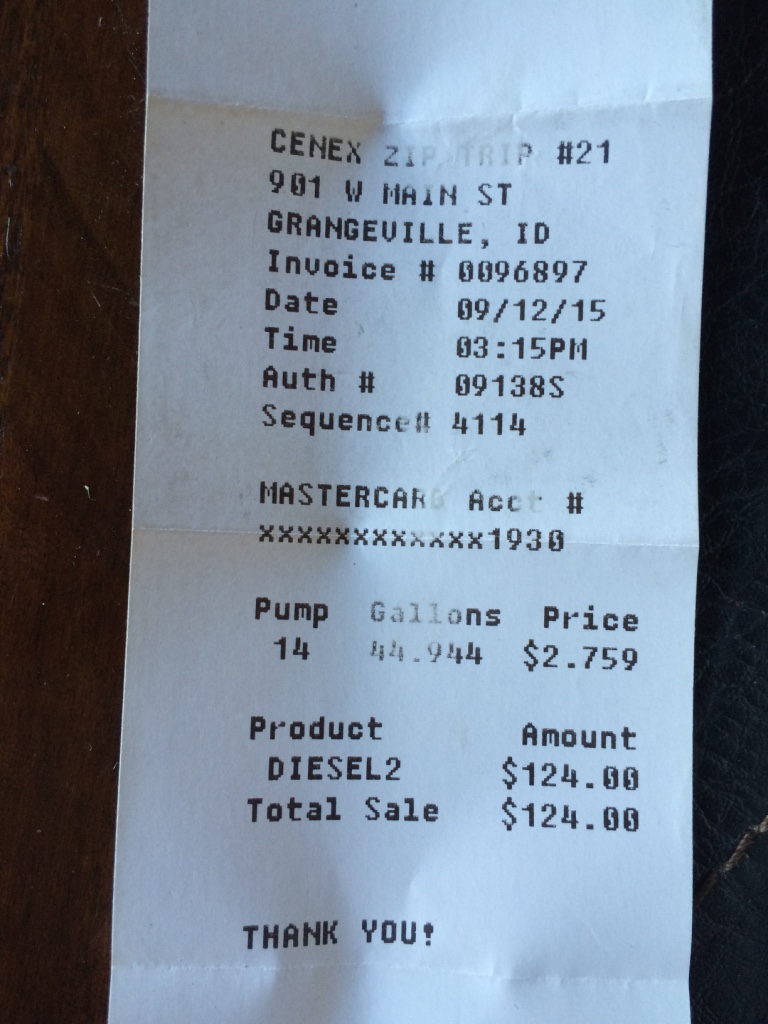 CENEX ZIP TRIP #21
901 W MAIN ST
GRANGEVILLE, ID
Invoice # 0096897
Date 09/12/15
Time 03:15PM
Auth # 09138S
Sequence# 4114
MASTERCARD Acct #
xxxxxxxxxxxx1930
Pump Gallons Price
14 44.944 $2.759
Product Amount
DIESEL2 $124.00
Total Sale $124.00
THANK YOU!